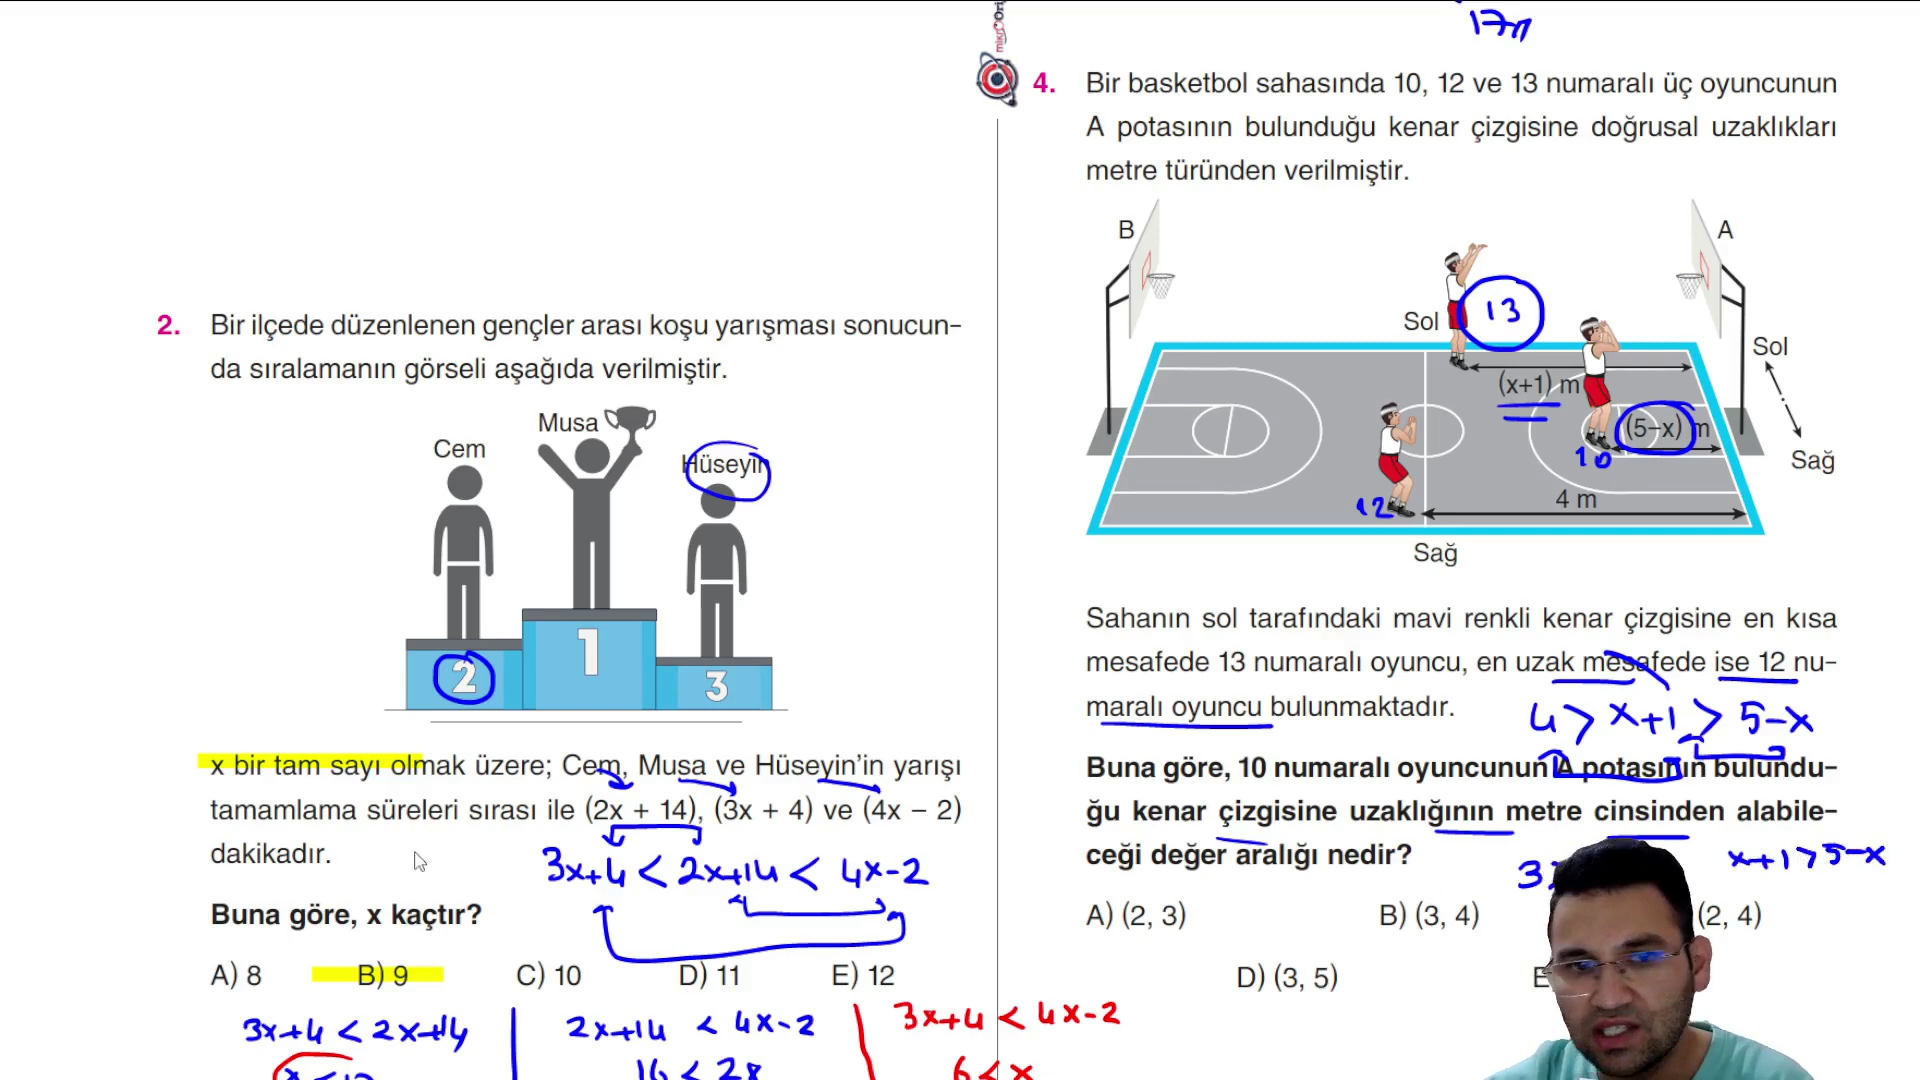 17
mikro Ori
2. Bir ilçede düzenlenen gençler arası koşu yarışması sonucun-
da sıralamanın görseli aşağıda verilmiştir.
Musa
Cem
Hüseyin
2
1
3
x bir tam sayı olmak üzere; Cem, Musa ve Hüseyin'in yarışı
tamamlama süreleri sırası ile (2x + 14), (3x + 4) ve (4x − 2)
dakikadır.
3x+4 < 2x+14 < 4x-2
Buna göre, x kaçtır?
A) 8 B) 9 C) 10 D) 11 E) 12
3x+4 < 2x+14
2x+14 < 4x-2
3x+4 < 4x-2
16 < 2x
6 < x
4. Bir basketbol sahasında 10, 12 ve 13 numaralı üç oyuncunun
A potasının bulunduğu kenar çizgisine doğrusal uzaklıkları
metre türünden verilmiştir.
B
A
Sol
13
Sol
(x+1) m
(5−x) m
10
Sağ
12
4 m
Sağ
Sahanın sol tarafındaki mavi renkli kenar çizgisine en kısa
mesafede 13 numaralı oyuncu, en uzak mesafede ise 12 nu-
maralı oyuncu bulunmaktadır.
4 > x+1 > 5-x
Buna göre, 10 numaralı oyuncunun A potasının bulundu-
ğu kenar çizgisine uzaklığının metre cinsinden alabile-
ceği değer aralığı nedir?
3
x+1 > 5-x
A) (2, 3) B) (3, 4) (2, 4)
D) (3, 5) E